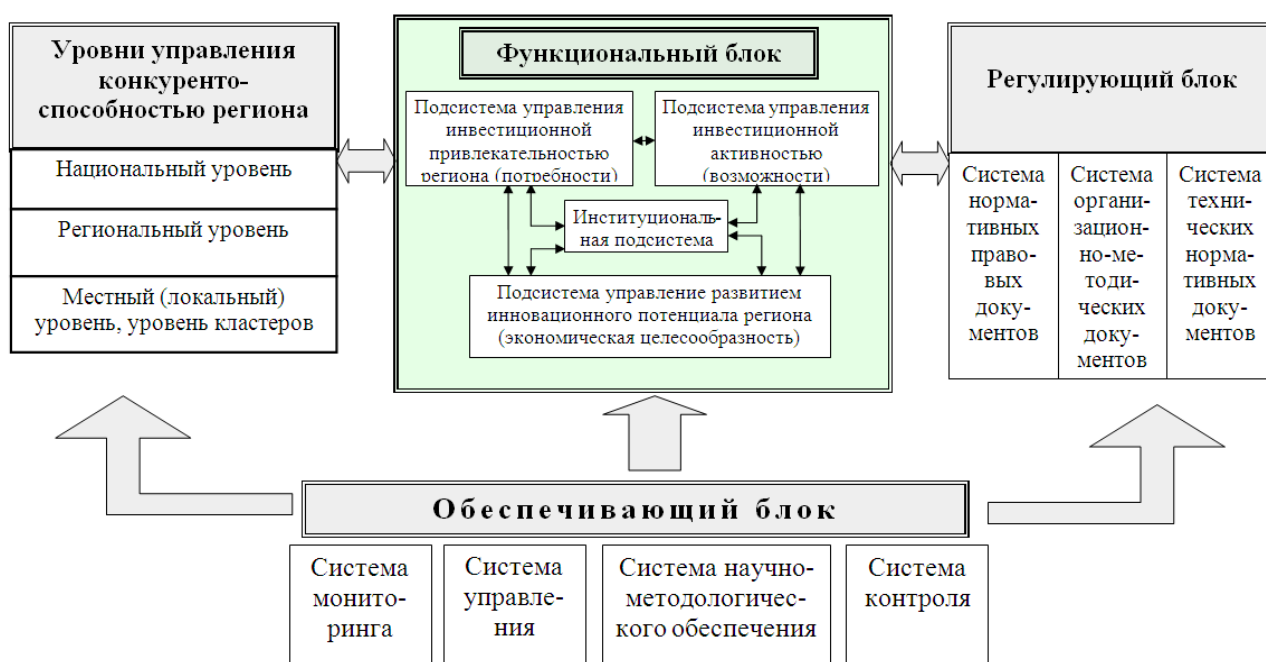 Уровни управления
конкуренто-
способностью региона
Национальный уровень
Региональный уровень
Местный (локальный)
уровень, уровень кластеров
Функциональный блок
Подсистема управления
инвестиционной
привлекательностью
региона (потребности)
Подсистема управления
инвестиционной
активностью
(возможности)
Институциональ-
ная подсистема
Подсистема управление развитием
инновационного потенциала региона
(экономическая целесообразность)
Регулирующий блок
Система
норма-
тивных
право-
вых
доку-
ментов
Система
органи-
зацион-
но-ме-
тоди-
ческих
доку-
ментов
Система
техни-
ческих
норма-
тивных
доку-
ментов
Обеспечивающий блок
Система
монито-
ринга
Система
управле-
ния
Система научно-
методологичес-
кого обеспечения
Система
контроля